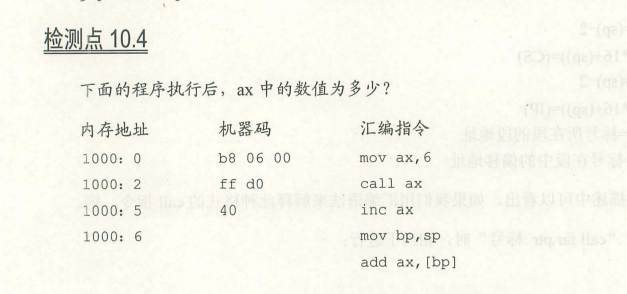 检测点 10.4
下面的程序执行后，ax 中的数值为多少？
内存地址 机器码 汇编指令
1000：0 b8 06 00 mov ax,6
1000：2 ff d0 call ax
1000：5 40 inc ax
1000：6 mov bp,sp
add ax,[bp]